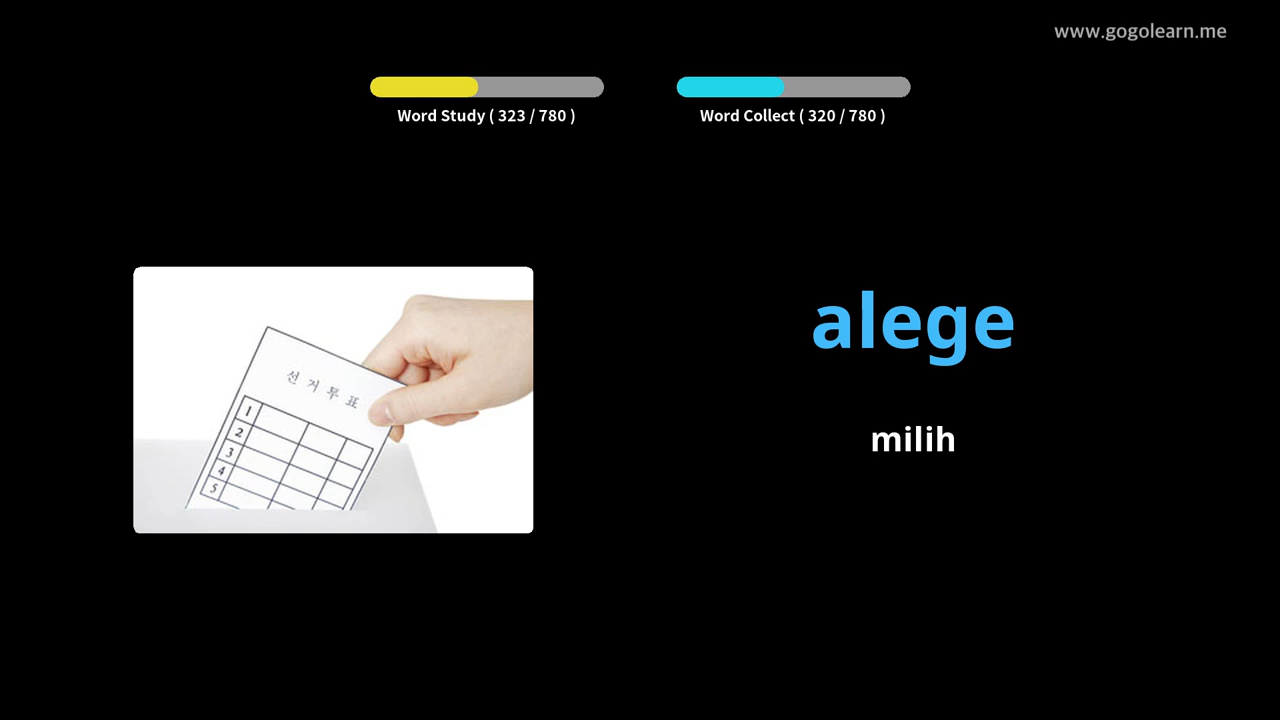 www.gogolearn.me
Word Study ( 323 / 780 )
Word Collect ( 320 / 780 )
선거투표
1
2
3
4
5
alege
milih